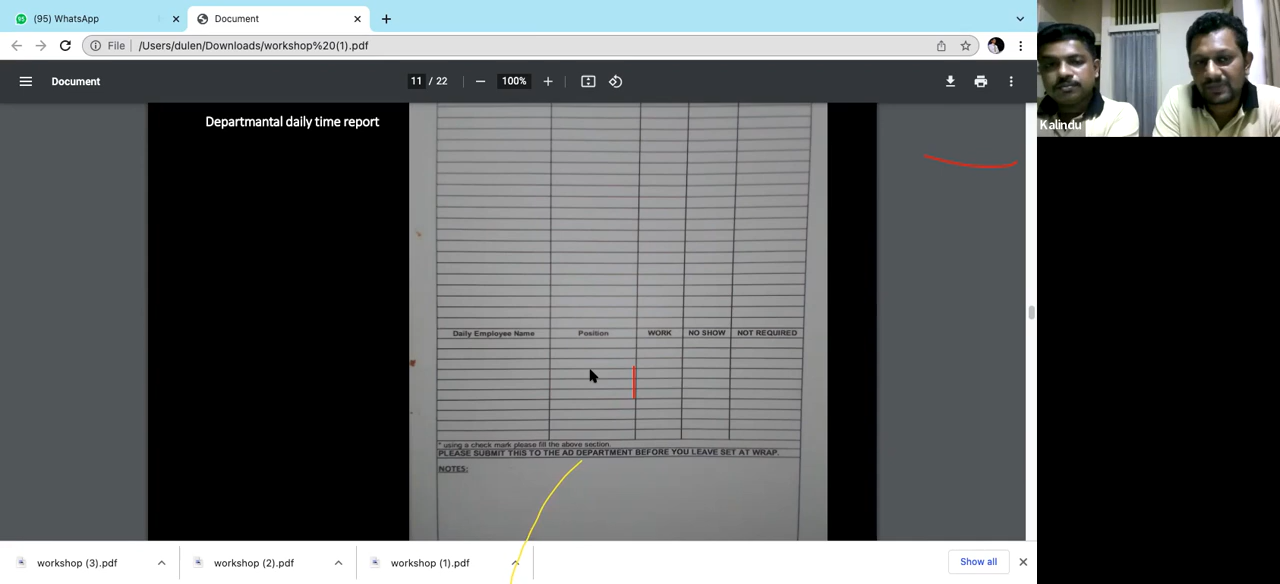 (95) WhatsApp
Document
File
/Users/dulen/Downloads/workshop%20(1).pdf
Document
11 / 22
100%
Kalindu
Departmantal daily time report
Daily Employee Name Position WORK NO SHOW NOT REQUIRED
* using a check mark please fill the above section.
PLEASE SUBMIT THIS TO THE AD DEPARTMENT BEFORE YOU LEAVE SET AT WRAP.
NOTES:
workshop (3).pdf
workshop (2).pdf
workshop (1).pdf
Show all